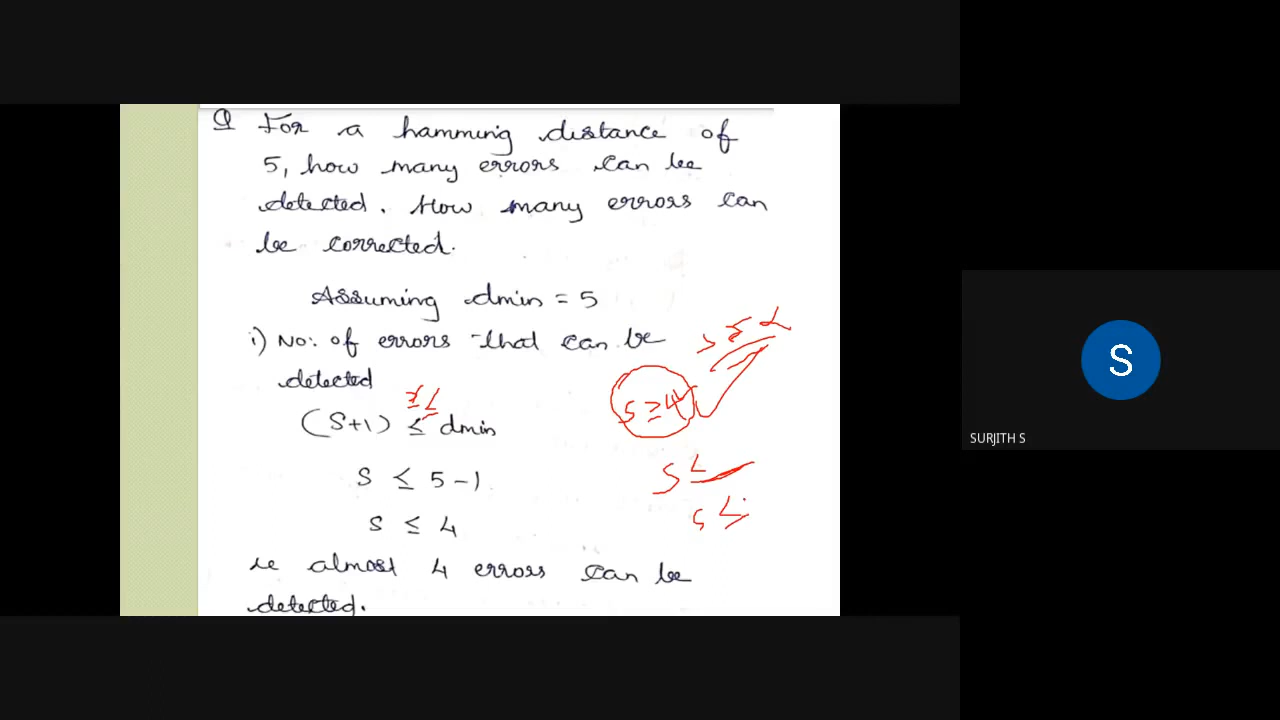 Q For a hamming distance of
5, how many errors can be
detected. How many errors can
be corrected.
Assuming dmin = 5
i) No: of errors that can be
detected
(S+1) ≤ dmin
S ≤ 5-1
S ≤ 4
S ≥ 4
S <
S ≤
ie almost 4 errors can be
detected.
S
SURJITH S